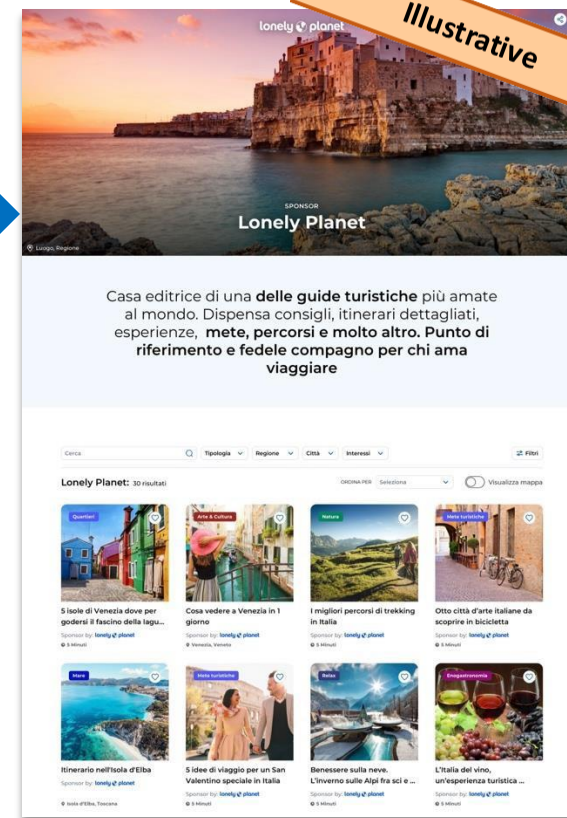 Illustrative
lonely planet
SPONSOR
Lonely Planet
Luogo, Regione
Casa editrice di una delle guide turistiche più amate
al mondo. Dispensa consigli, itinerari dettagliati,
esperienze, mete, percorsi e molto altro. Punto di
riferimento e fedele compagno per chi ama
viaggiare
Cerca Tipologia Regione Città Interessi Filtri
Lonely Planet: 30 risultati ORDINA PER Seleziona Visualizza mappa
Quartieri Arte & Cultura Natura Mete turistiche
5 isole di Venezia dove per Cosa vedere a Venezia in 1 I migliori percorsi di trekking Otto città d'arte italiane da
godersi il fascino della lagu... giorno in Italia scoprire in bicicletta
Sponsor by: lonely planet Sponsor by: lonely planet Sponsor by: lonely planet Sponsor by: lonely planet
5 Minuti Venezia, Veneto 5 Minuti 5 Minuti
Mare Mete turistiche Relax Enogastronomia
Itinerario nell'Isola d'Elba 5 idee di viaggio per un San Benessere sulla neve. L'Italia del vino,
Valentino speciale in Italia L'inverno sulle Alpi fra sci e ... un'esperienza turistica ...
Sponsor by: lonely planet Sponsor by: lonely planet Sponsor by: lonely planet Sponsor by: lonely planet
Isola d'Elba, Toscana 5 Minuti 5 Minuti 5 Minuti